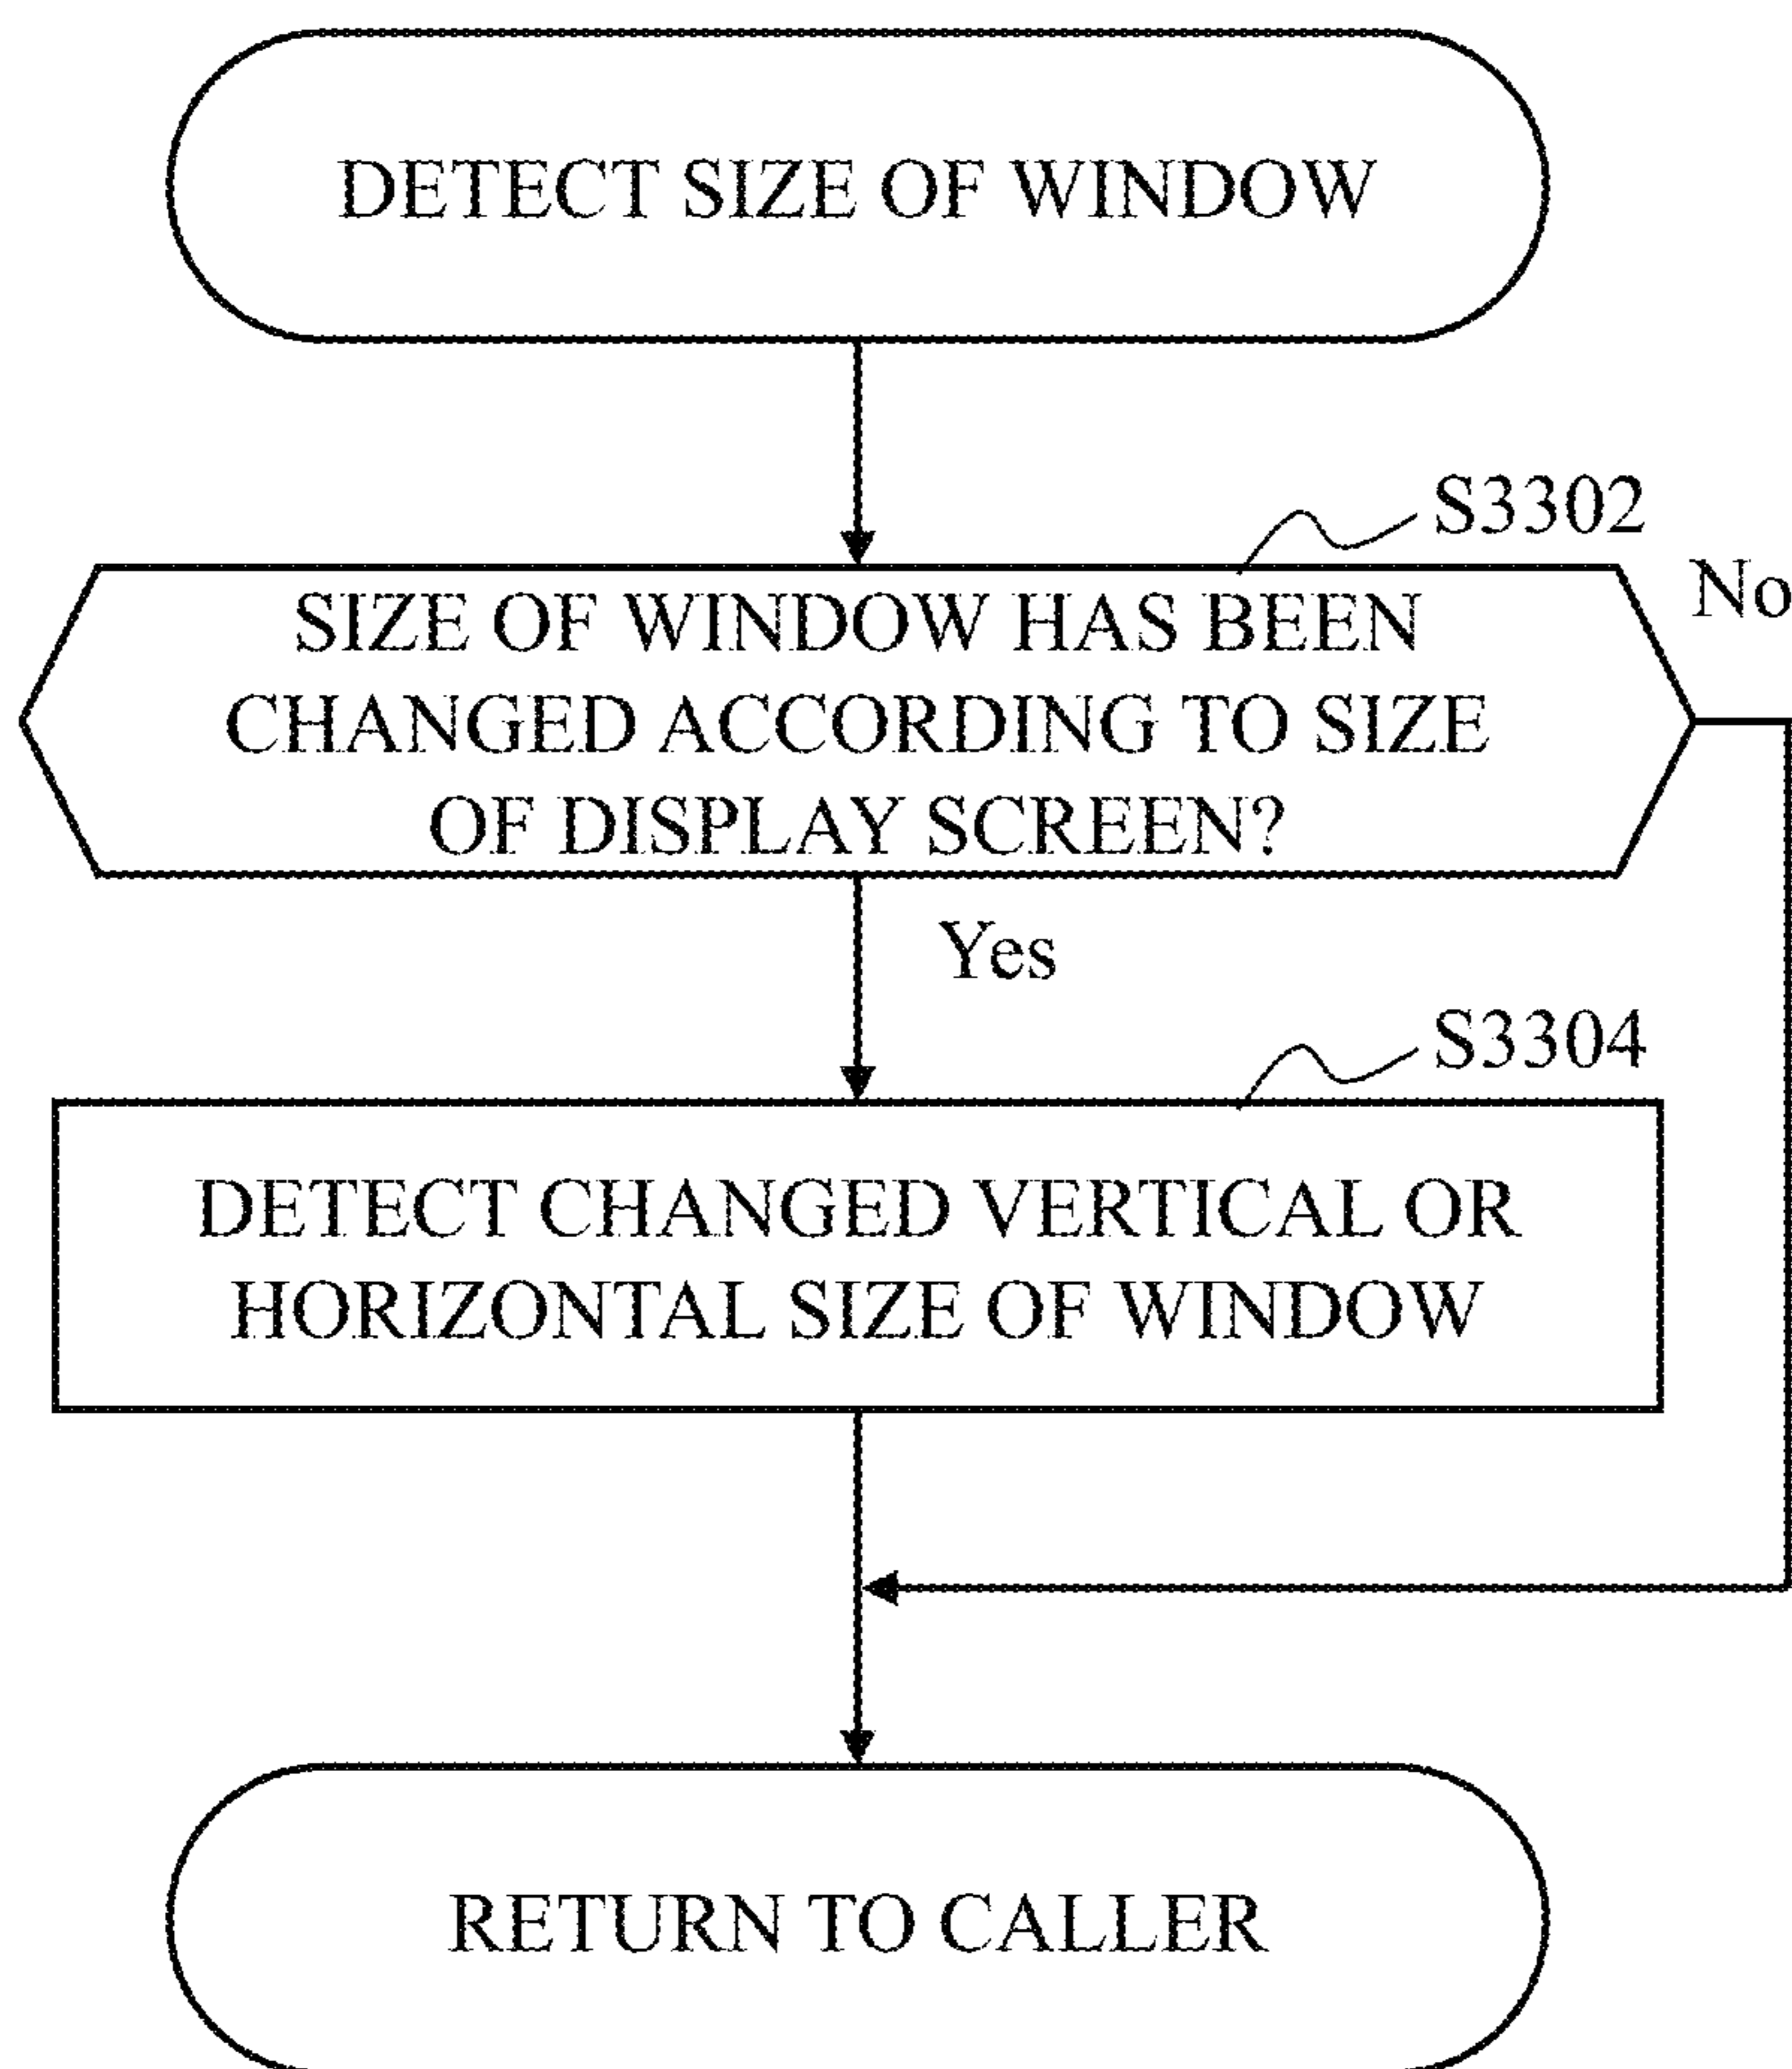 DETECT SIZE OF WINDOW
S3302
No
SIZE OF WINDOW HAS BEEN
CHANGED ACCORDING TO SIZE
OF DISPLAY SCREEN?
Yes
S3304
DETECT CHANGED VERTICAL OR
HORIZONTAL SIZE OF WINDOW
RETURN TO CALLER